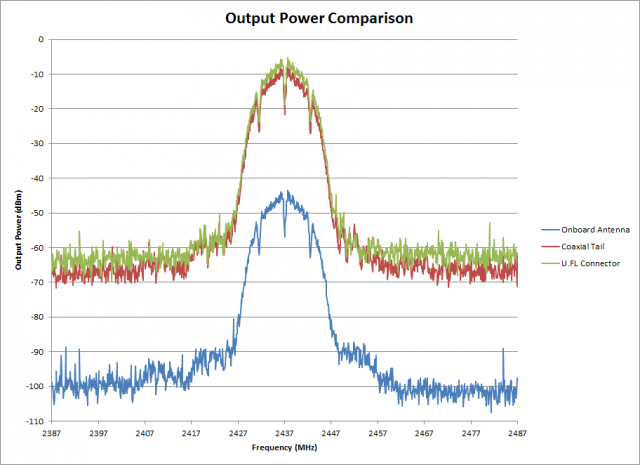 Output Power Comparison
0
-10
-20
-30
-40
-50
-60
-70
-80
-90
-100
-110
Output Power (dBm)
2387 2397 2407 2417 2427 2437 2447 2457 2467 2477 2487
Frequency (MHz)
Onboard Antenna
Coaxial Tail
U.FL Connector